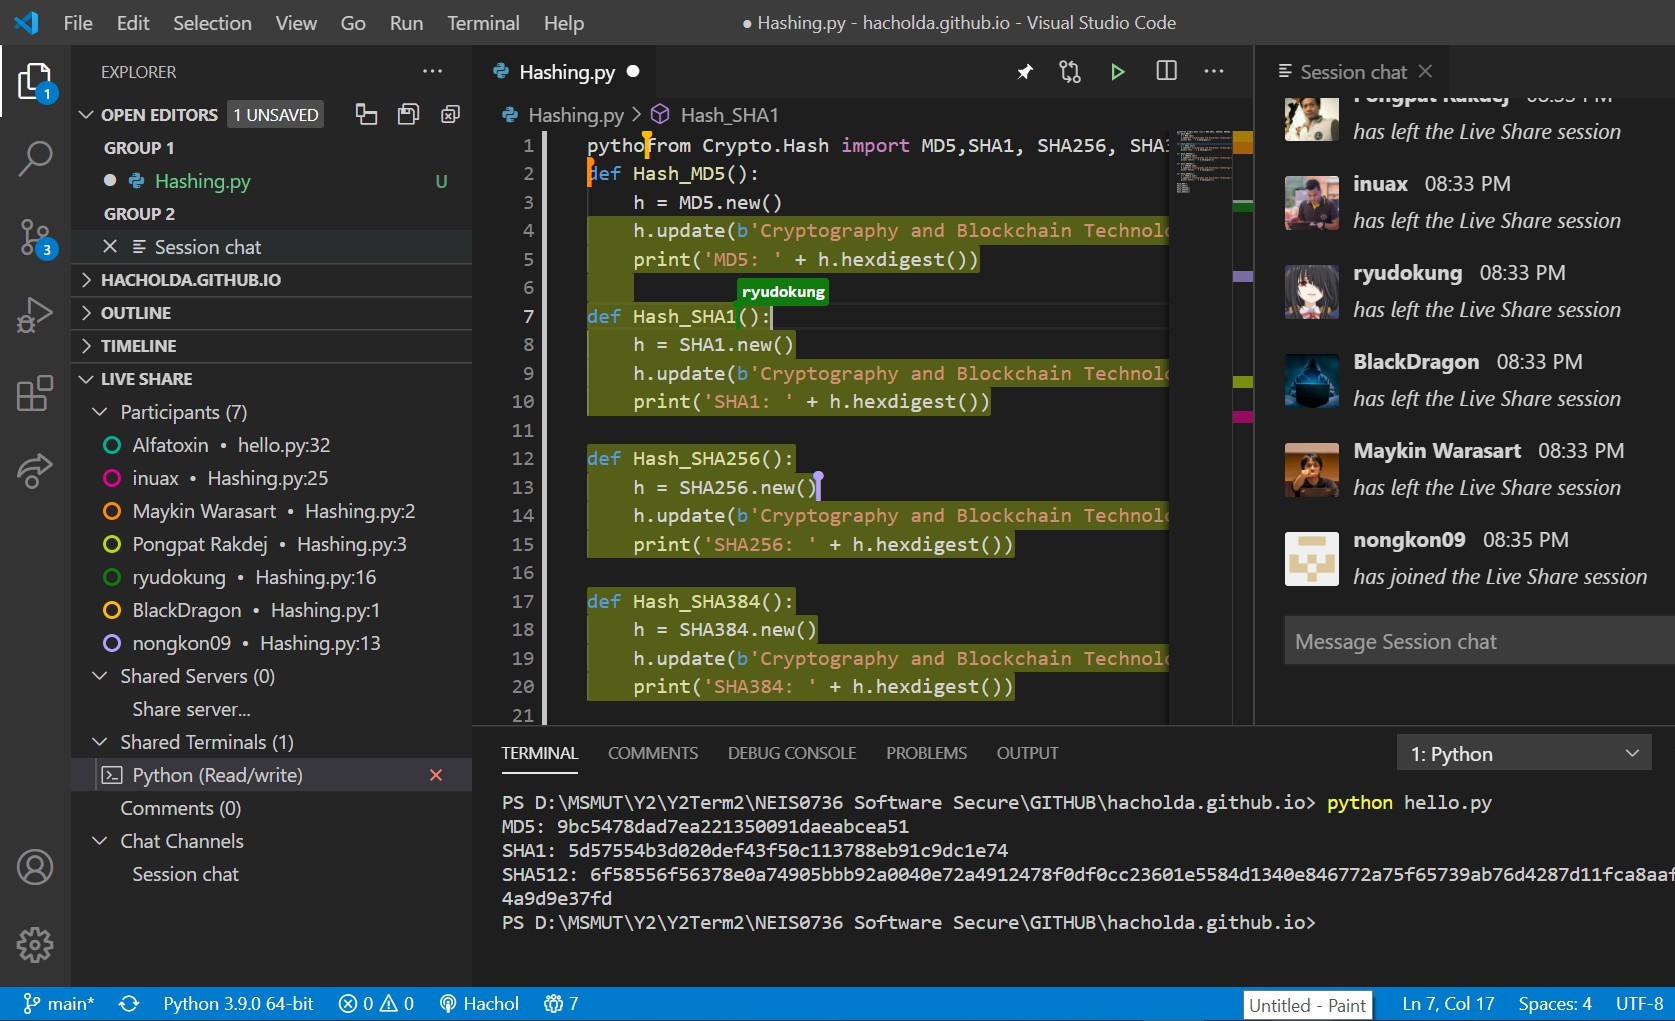 File Edit Selection View Go Run Terminal Help
● Hashing.py - hacholda.github.io - Visual Studio Code
EXPLORER
OPEN EDITORS 1 UNSAVED
GROUP 1
Hashing.py U
GROUP 2
Session chat
HACHOLDA.GITHUB.IO
OUTLINE
TIMELINE
LIVE SHARE
Participants (7)
Alfatoxin • hello.py:32
inuax • Hashing.py:25
Maykin Warasart • Hashing.py:2
Pongpat Rakdej • Hashing.py:3
ryudokung • Hashing.py:16
BlackDragon • Hashing.py:1
nongkon09 • Hashing.py:13
Shared Servers (0)
Share server...
Shared Terminals (1)
Python (Read/write)
Comments (0)
Chat Channels
Session chat
1
3
Hashing.py
Hashing.py > Hash_SHA1
1 pythofrom Crypto.Hash import MD5,SHA1, SHA256, SHA3
2 def Hash_MD5():
3 h = MD5.new()
4 h.update(b'Cryptography and Blockchain Technolo
5 print('MD5: ' + h.hexdigest())
6
ryudokung
7 def Hash_SHA1():
8 h = SHA1.new()
9 h.update(b'Cryptography and Blockchain Technolo
10 print('SHA1: ' + h.hexdigest())
11
12 def Hash_SHA256():
13 h = SHA256.new()
14 h.update(b'Cryptography and Blockchain Technolo
15 print('SHA256: ' + h.hexdigest())
16
17 def Hash_SHA384():
18 h = SHA384.new()
19 h.update(b'Cryptography and Blockchain Technolo
20 print('SHA384: ' + h.hexdigest())
21
Session chat
Pongpat Rakdej 08:33 PM
has left the Live Share session
inuax 08:33 PM
has left the Live Share session
ryudokung 08:33 PM
has left the Live Share session
BlackDragon 08:33 PM
has left the Live Share session
Maykin Warasart 08:33 PM
has left the Live Share session
nongkon09 08:35 PM
has joined the Live Share session
Message Session chat
TERMINAL COMMENTS DEBUG CONSOLE PROBLEMS OUTPUT
1: Python
PS D:\MSMUT\Y2\Y2Term2\NEIS0736 Software Secure\GITHUB\hacholda.github.io> python hello.py
MD5: 9bc5478dad7ea221350091daeabcea51
SHA1: 5d57554b3d020def43f50c113788eb91c9dc1e74
SHA512: 6f58556f56378e0a74905bbb92a0040e72a4912478f0df0cc23601e5584d1340e846772a75f65739ab76d4287d11fca8aaf
4a9d9e37fd
PS D:\MSMUT\Y2\Y2Term2\NEIS0736 Software Secure\GITHUB\hacholda.github.io>
main* Python 3.9.0 64-bit 0 0 Hachol 7
Untitled - Paint
Ln 7, Col 17 Spaces: 4 UTF-8